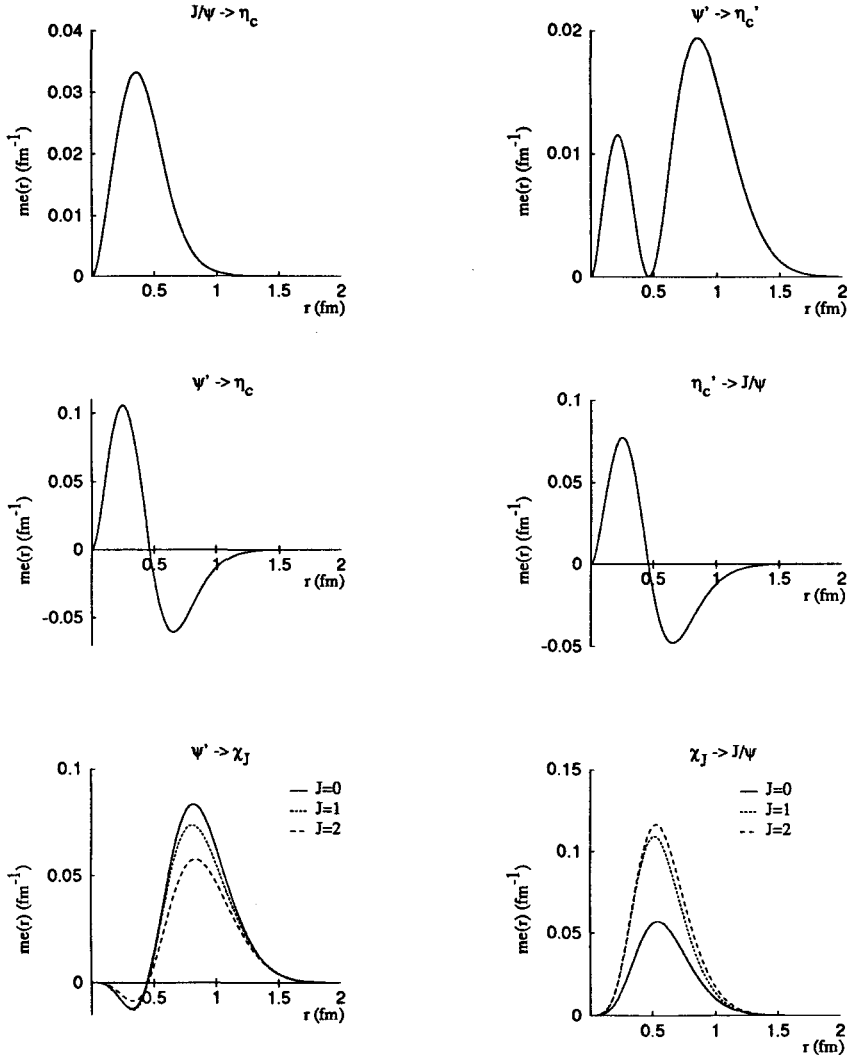 J/ψ -> η_c
0.04
0.03
0.02
0.01
0
me(r) (fm⁻¹)
0.5
1
1.5
2
r (fm)
ψ' -> η_c'
0.02
0.01
0
me(r) (fm⁻¹)
0.5
1
1.5
2
r (fm)
ψ' -> η_c
0.1
0.05
0
-0.05
me(r) (fm⁻¹)
0.5
1
1.5
2
r (fm)
η_c' -> J/ψ
0.1
0.05
0
-0.05
me(r) (fm⁻¹)
0.5
1
1.5
2
r (fm)
ψ' -> χ_J
0.1
0.05
0
me(r) (fm⁻¹)
J=0
J=1
J=2
0.5
1
1.5
2
r (fm)
χ_J -> J/ψ
0.15
0.1
0.05
0
me(r) (fm⁻¹)
J=0
J=1
J=2
0.5
1
1.5
2
r (fm)